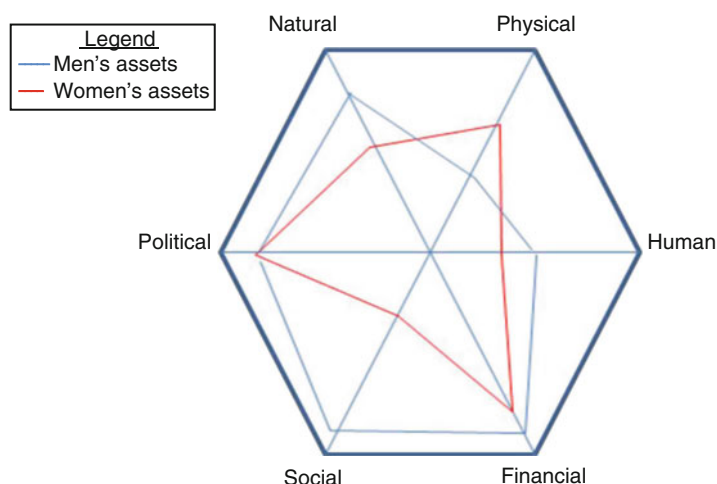 Natural
Physical
Legend
Men's assets
Women's assets
Political
Human
Social
Financial